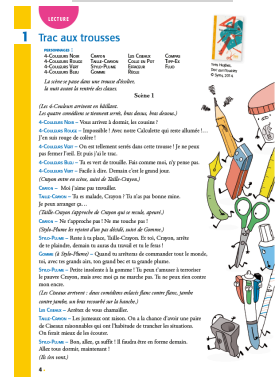 LECTURE
1 Trac aux trousses
PERSONNAGES :
4-COULEURS NOIR CRAYON LES CISEAUX COMPAS
4-COULEURS ROUGE TAILLE-CRAYON COLLE OU POT TIPP-EX
4-COULEURS VERT STYLO-PLUME ÉQUERRE FLUO
4-COULEURS BLEU GOMME RÈGLE
La scène se passe dans une trousse d'écolier,
la nuit avant la rentrée des classes.
Scène 1
(Les 4-Couleurs arrivent en bâillant.
Les quatre comédiens se tiennent serrés, bras dessus, bras dessous.)
4-COULEURS NOIR – Vous arrivez à dormir, les cousins ?
4-COULEURS ROUGE – Impossible ! Avec notre Calculette qui reste allumée !...
J'en suis rouge de colère !
4-COULEURS VERT – On est tellement serrés dans cette trousse ! Je ne peux
pas fermer l'œil. Et puis j'ai le trac.
4-COULEURS BLEU – Tu es vert de trouille. Fais comme moi, n'y pense pas.
4-COULEURS VERT – Facile à dire. Demain c'est le grand jour.
(Crayon entre en scène, suivi de Taille-Crayon.)
CRAYON – Moi j'aime pas travailler.
TAILLE-CRAYON – Tu es malade, Crayon ? Tu n'as pas bonne mine.
Je peux arranger ça…
(Taille-Crayon s'approche de Crayon qui se recule, apeuré.)
CRAYON – Ne t'approche pas ! Ne me touche pas !
(Stylo-Plume les rejoint d'un pas décidé, suivi de Gomme.)
STYLO-PLUME – Reste à ta place, Taille-Crayon. Et toi, Crayon, arrête
de te plaindre, demain tu auras du travail et tu le feras !
GOMME (à Stylo-Plume) – Quand tu arrêteras de commander tout le monde,
toi, avec tes grands airs, ton grand bec et ta grande plume.
STYLO-PLUME – Petite insolente à la gomme ! Tu peux t'amuser à terroriser
le pauvre Crayon, mais avec moi ça ne marche pas. Tu ne peux rien contre
mon encre.
(Les Ciseaux arrivent : deux comédiens enlacés flanc contre flanc, jambe
contre jambe, un bras recourbé sur la hanche.)
LES CISEAUX – Arrêtez de vous chamailler.
TAILLE-CRAYON – Les jumeaux ont raison. On a la chance d'avoir une paire
de Ciseaux raisonnables qui ont l'habitude de trancher les situations.
On ferait mieux de les écouter.
STYLO-PLUME – Bon, allez, ça suffit ! Il faudra être en forme demain.
Allez tous dormir, maintenant !
(Ils s'en vont.)
4